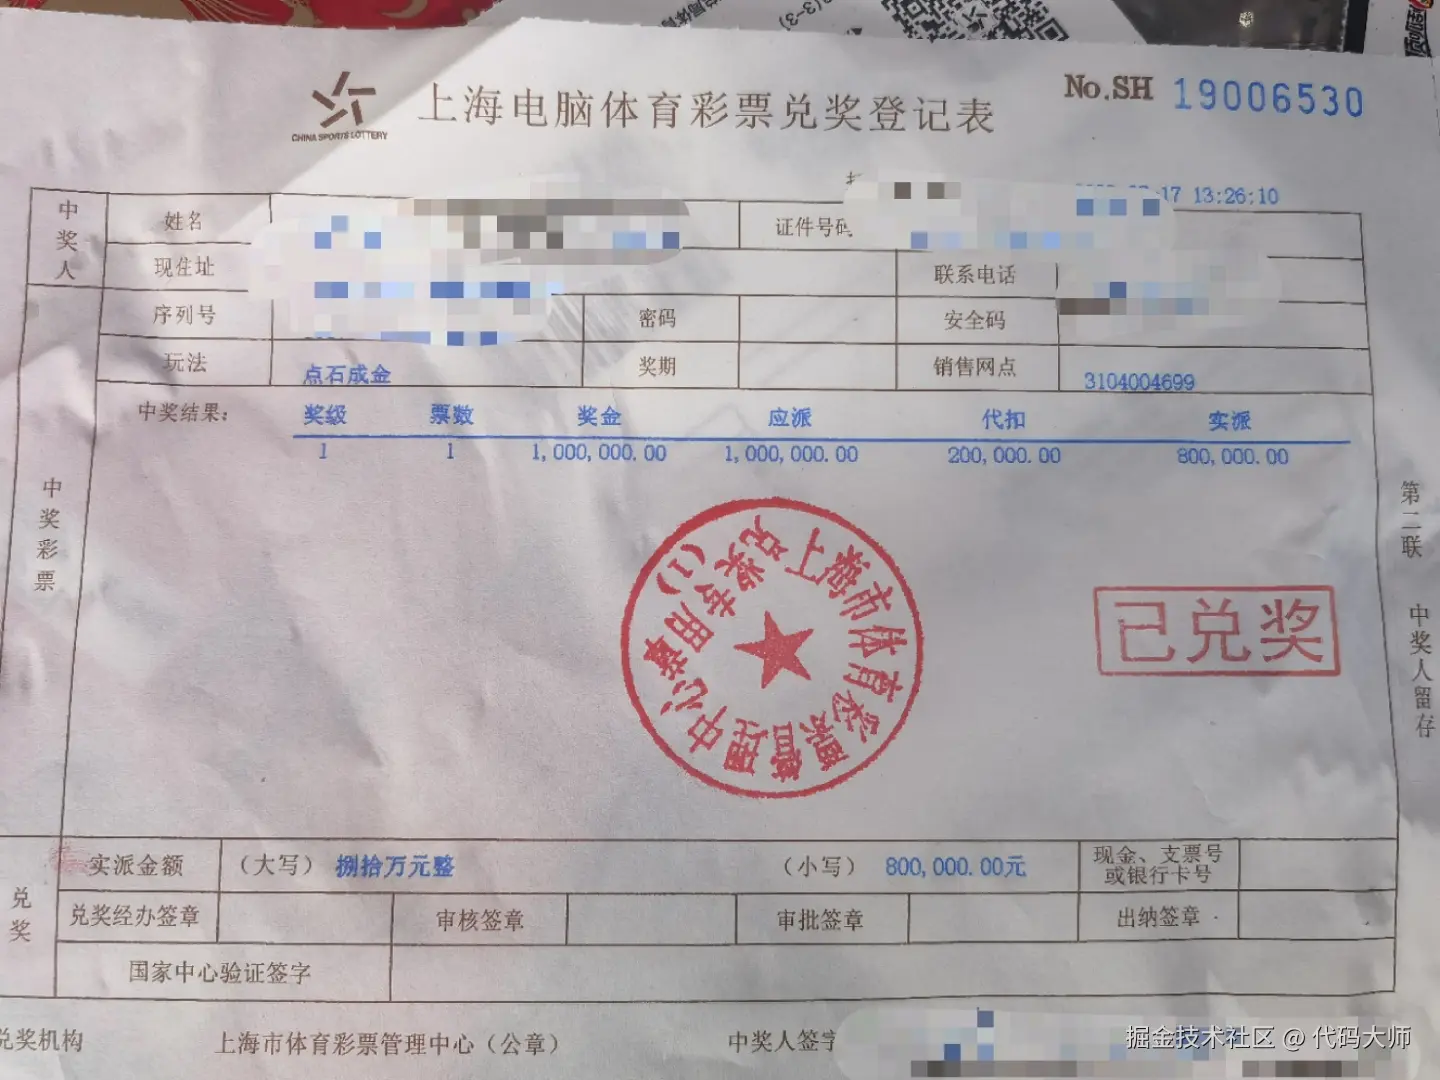 CHINA SPORTS LOTTERY
上海电脑体育彩票兑奖登记表
No.SH 19006530
17 13:26:10
中奖人
姓名
证件号码
现住址
联系电话
序列号
密码
安全码
玩法
点石成金
奖期
销售网点
3104004699
中奖彩票
中奖结果:
奖级 票数 奖金 应派 代扣 实派
1 1 1,000,000.00 1,000,000.00 200,000.00 800,000.00
上海市体育彩票管理中心兑奖专用章
(1)
已兑奖
第二联 中奖人留存
兑奖
实派金额
(大写) 捌拾万元整
(小写) 800,000.00元
现金、支票号
或银行卡号
兑奖经办签章
审核签章
审批签章
出纳签章
国家中心验证签字
兑奖机构
上海市体育彩票管理中心(公章)
中奖人签字
掘金技术社区 @ 代码大师